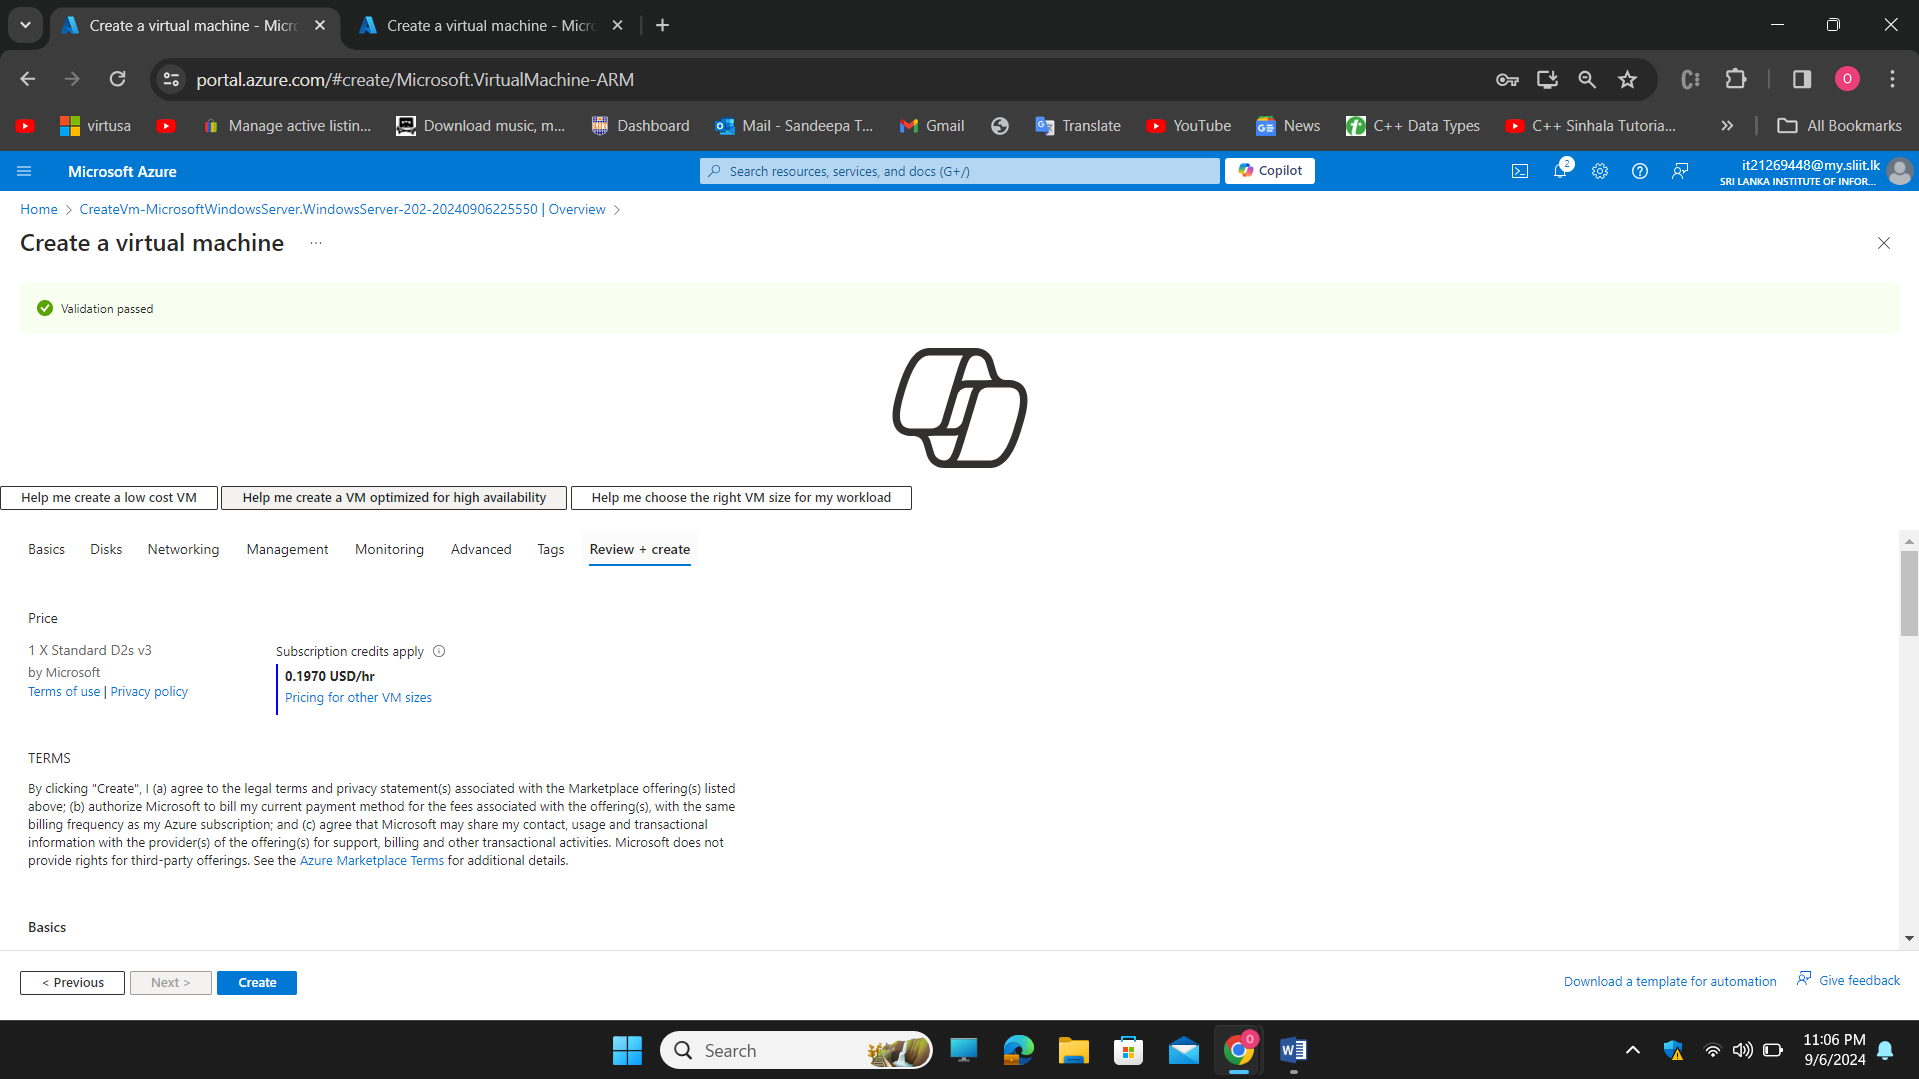 Create a virtual machine - Micro
Create a virtual machine - Micro
portal.azure.com/#create/Microsoft.VirtualMachine-ARM
O
virtusa
Manage active listin...
Download music, m...
Dashboard
Mail - Sandeepa T...
Gmail
Translate
YouTube
News
C++ Data Types
C++ Sinhala Tutoria...
All Bookmarks
Microsoft Azure
Search resources, services, and docs (G+/)
Copilot
2
it21269448@my.sliit.lk
SRI LANKA INSTITUTE OF INFOR...
Home > CreateVm-MicrosoftWindowsServer.WindowsServer-202-20240906225550 | Overview >
Create a virtual machine ...
Validation passed
Help me create a low cost VM
Help me create a VM optimized for high availability
Help me choose the right VM size for my workload
Basics Disks Networking Management Monitoring Advanced Tags Review + create
Price
1 X Standard D2s v3
by Microsoft
Terms of use | Privacy policy
Subscription credits apply
0.1970 USD/hr
Pricing for other VM sizes
TERMS
By clicking "Create", I (a) agree to the legal terms and privacy statement(s) associated with the Marketplace offering(s) listed
above; (b) authorize Microsoft to bill my current payment method for the fees associated with the offering(s), with the same
billing frequency as my Azure subscription; and (c) agree that Microsoft may share my contact, usage and transactional
information with the provider(s) of the offering(s) for support, billing and other transactional activities. Microsoft does not
provide rights for third-party offerings. See the Azure Marketplace Terms for additional details.
Basics
< Previous
Next >
Create
Download a template for automation
Give feedback
Search
11:06 PM
9/6/2024